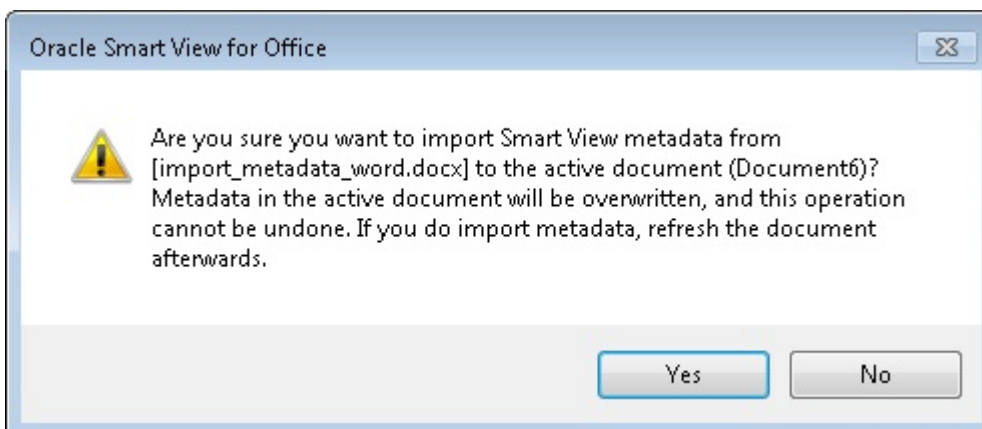 Oracle Smart View for Office
Are you sure you want to import Smart View metadata from
[import_metadata_word.docx] to the active document (Document6)?
Metadata in the active document will be overwritten, and this operation
cannot be undone. If you do import metadata, refresh the document
afterwards.
Yes
No